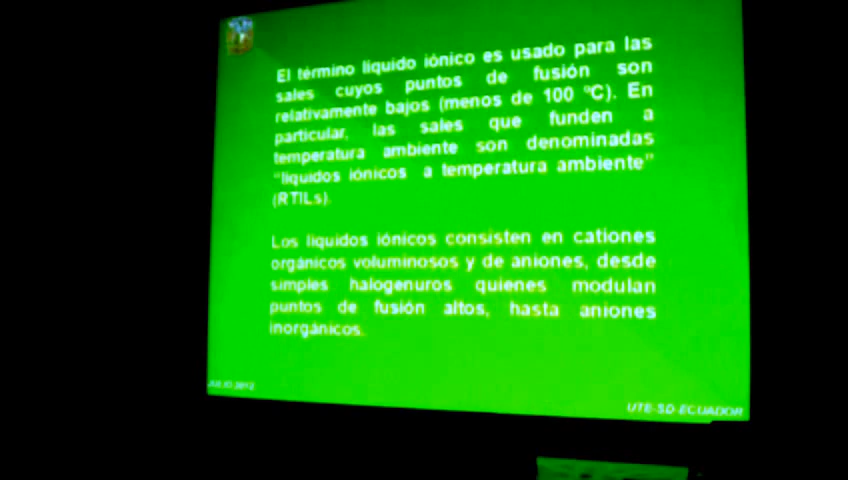 El término líquido iónico es usado para las
sales cuyos puntos de fusión son
relativamente bajos (menos de 100 ºC). En
particular, las sales que funden a
temperatura ambiente son denominadas
"líquidos iónicos a temperatura ambiente"
(RTILs).
Los líquidos iónicos consisten en cationes
orgánicos voluminosos y de aniones, desde
simples halogenuros quienes modulan
puntos de fusión altos, hasta aniones
inorgánicos.
JULIO 2012
UTE-SD-ECUADOR